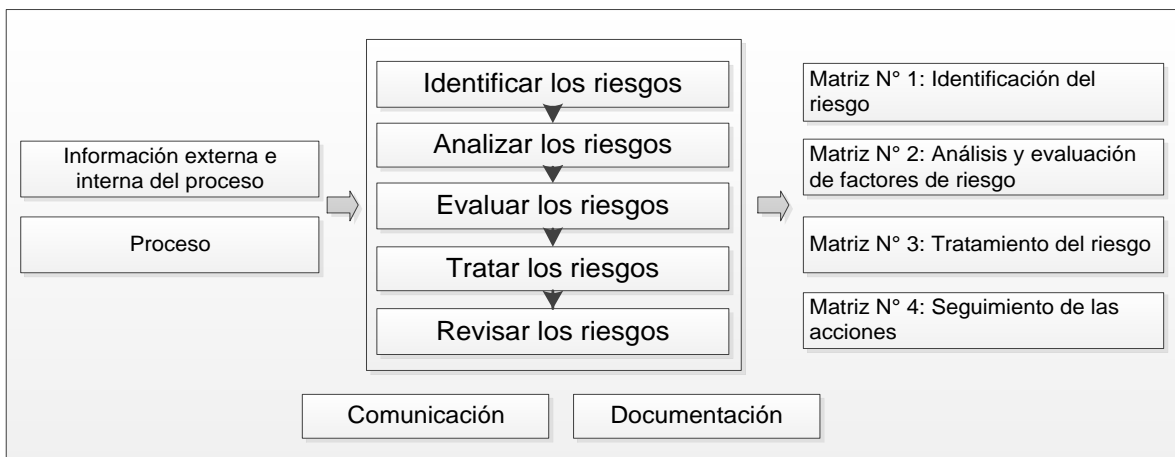 Información externa e
interna del proceso
Proceso
Identificar los riesgos
Analizar los riesgos
Evaluar los riesgos
Tratar los riesgos
Revisar los riesgos
Matriz N° 1: Identificación del
riesgo
Matriz N° 2: Análisis y evaluación
de factores de riesgo
Matriz N° 3: Tratamiento del riesgo
Matriz N° 4: Seguimiento de las
acciones
Comunicación
Documentación